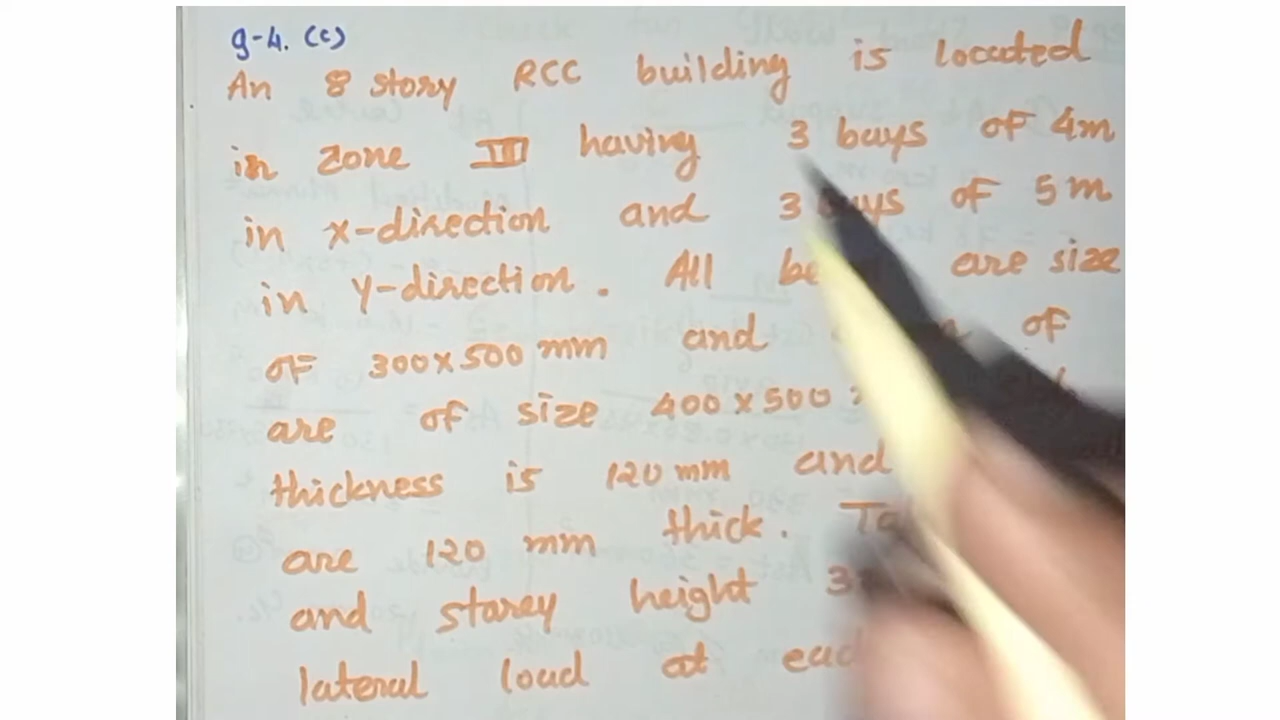 g-4. (c)
An 8 story RCC building is located
in zone III having 3 bays of 4m
in x-direction and 3 bays of 5m
in y-direction. All are size
of 300x500 mm and of
are of size 400x500
thickness is 120 mm and
are 120 mm thick.
and storey height
lateral load at each